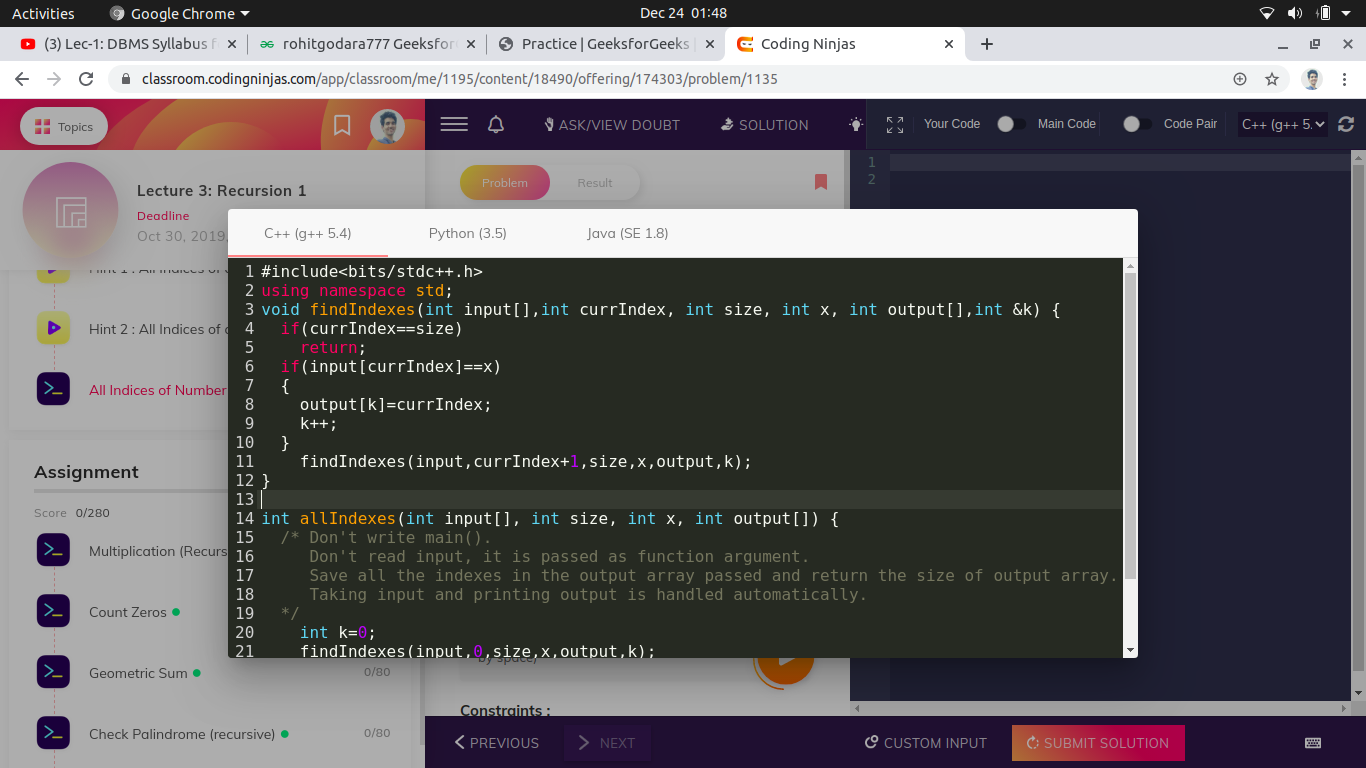 Activities
Google Chrome
Dec 24 01:48
(3) Lec-1: DBMS Syllabus f
rohitgodara777 Geeksfor
Practice | GeeksforGeeks |
Coding Ninjas
classroom.codingninjas.com/app/classroom/me/1195/content/18490/offering/174303/problem/1135
Topics
ASK/VIEW DOUBT
SOLUTION
Your Code
Main Code
Code Pair
C++ (g++ 5.
Lecture 3: Recursion 1
Deadline
Oct 30, 2019,
Problem
Result
1
2
Hint 1 : All Indices of
Hint 2 : All Indices of
All Indices of Number
Assignment
Score 0/280
Multiplication (Recurs
Count Zeros
Geometric Sum
0/80
Check Palindrome (recursive)
0/80
C++ (g++ 5.4)
Python (3.5)
Java (SE 1.8)
1 #include<bits/stdc++.h>
2 using namespace std;
3 void findIndexes(int input[],int currIndex, int size, int x, int output[],int &k) {
4 if(currIndex==size)
5 return;
6 if(input[currIndex]==x)
7 {
8 output[k]=currIndex;
9 k++;
10 }
11 findIndexes(input,currIndex+1,size,x,output,k);
12 }
13
14 int allIndexes(int input[], int size, int x, int output[]) {
15 /* Don't write main().
16 Don't read input, it is passed as function argument.
17 Save all the indexes in the output array passed and return the size of output array.
18 Taking input and printing output is handled automatically.
19 */
20 int k=0;
21 findIndexes(input,0,size,x,output,k);
by space)
Constraints :
PREVIOUS
NEXT
CUSTOM INPUT
SUBMIT SOLUTION